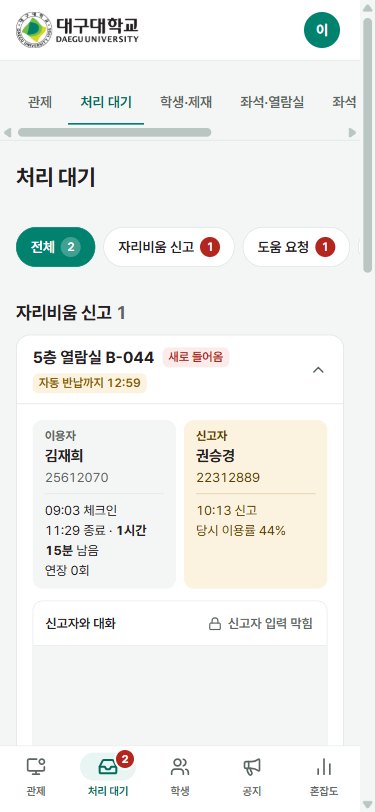 대구대학교
DAEGU UNIVERSITY
이
관제
처리 대기
학생·제재
좌석·열람실
좌석
처리 대기
전체 2
자리비움 신고 1
도움 요청 1
자리비움 신고 1
5층 열람실 B-044 새로 들어옴
자동 반납까지 12:59
이용자
김재희
25612070
09:03 체크인
11:29 종료 · 1시간
15분 남음
연장 0회
신고자
권승경
22312889
10:13 신고
당시 이용률 44%
신고자와 대화
신고자 입력 막힘
2
관제
처리 대기
학생
공지
혼잡도